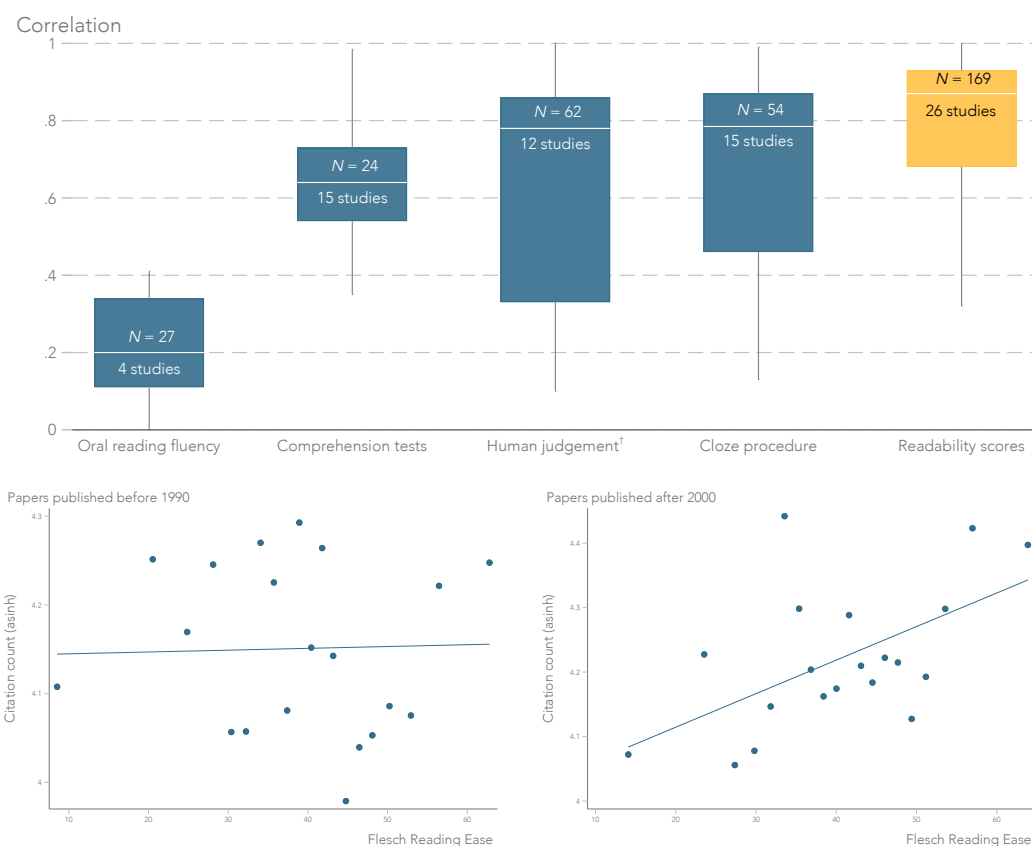 Correlation
1
.8
.6
.4
.2
0
N = 27
4 studies
N = 24
15 studies
N = 62
12 studies
N = 54
15 studies
N = 169
26 studies
Oral reading fluency
Comprehension tests
Human judgement†
Cloze procedure
Readability scores
Papers published before 1990
Citation count (asinh)
4.3
4.2
4.1
4
10 20 30 40 50 60
Flesch Reading Ease
Papers published after 2000
Citation count (asinh)
4.4
4.3
4.2
4.1
4
10 20 30 40 50 60
Flesch Reading Ease